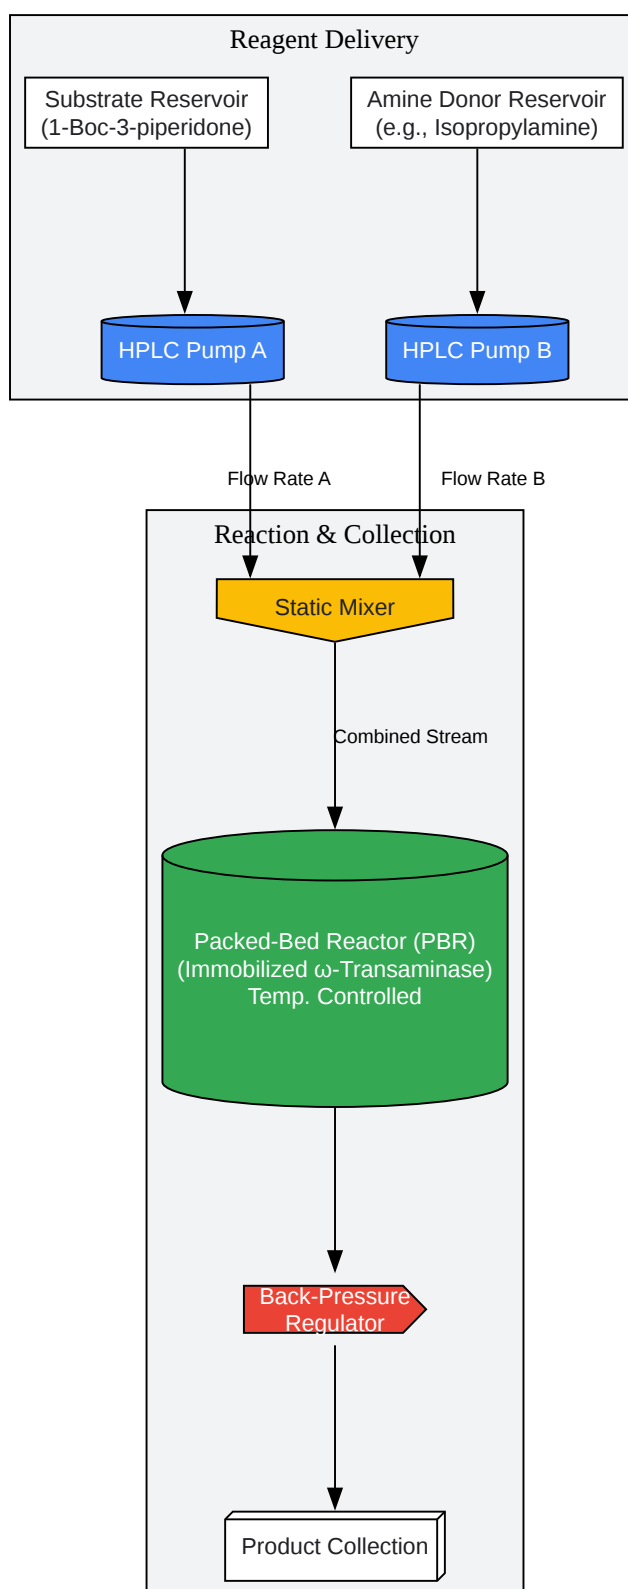 Reagent Delivery
Substrate Reservoir
(1-Boc-3-piperidone)
Amine Donor Reservoir
(e.g., Isopropylamine)
HPLC Pump A
HPLC Pump B
Flow Rate A
Flow Rate B
Reaction & Collection
Static Mixer
Combined Stream
Packed-Bed Reactor (PBR)
(Immobilized ω-Transaminase)
Temp. Controlled
Back-Pressure
Regulator
Product Collection